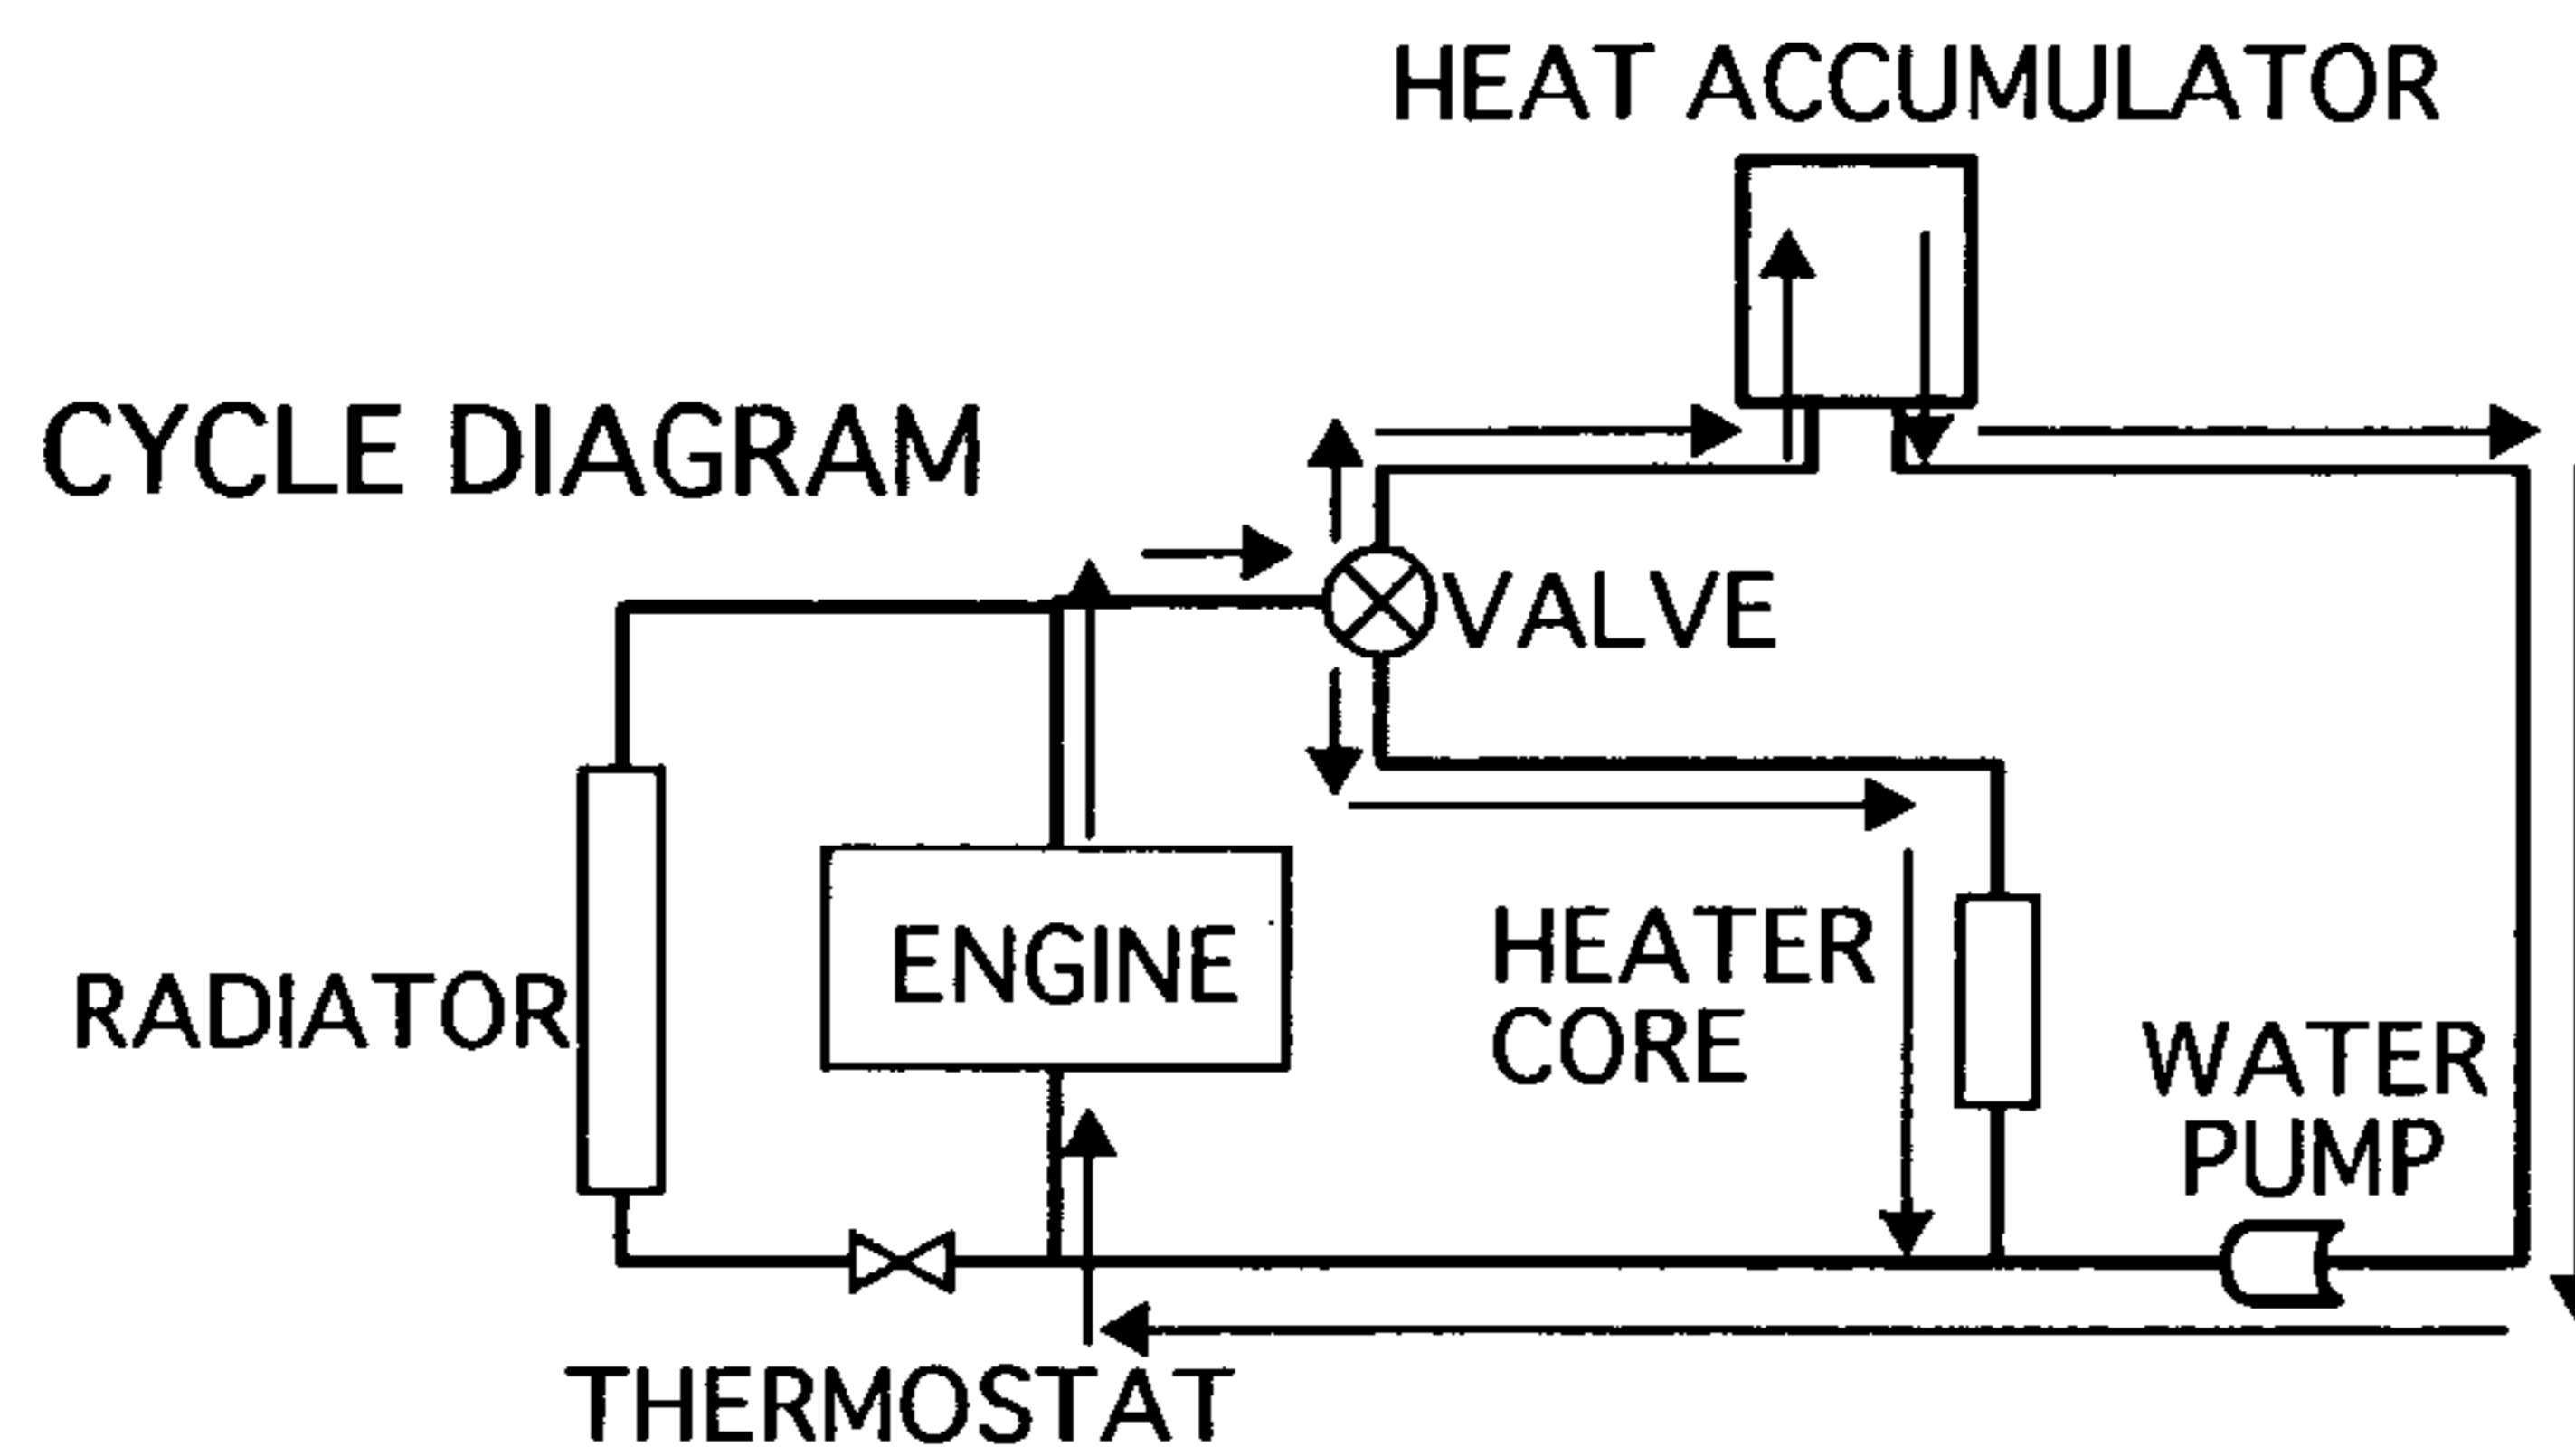 HEAT ACCUMULATOR
CYCLE DIAGRAM
VALVE
ENGINE
RADIATOR
HEATER
CORE
WATER
PUMP
THERMOSTAT